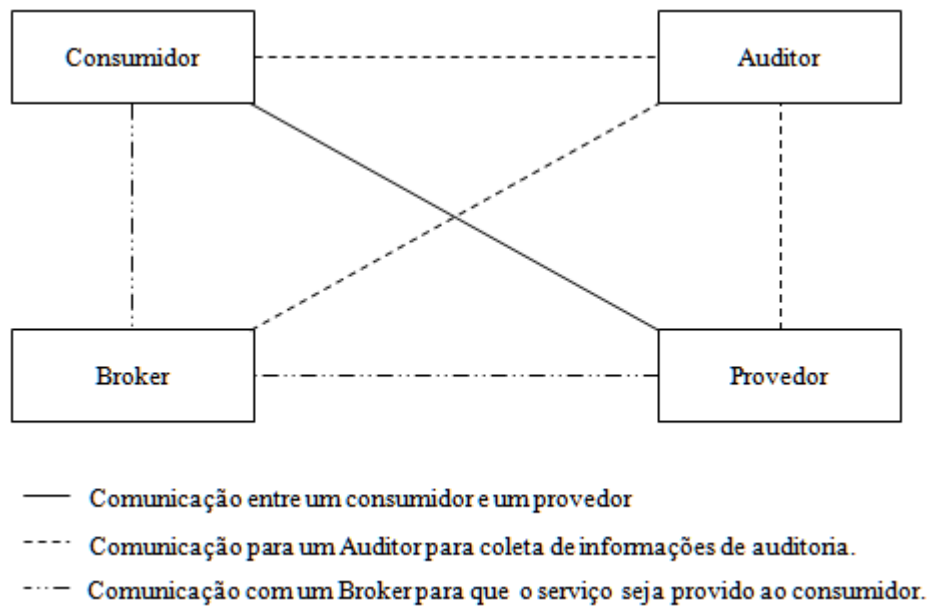 Consumidor
Auditor
Broker
Provedor
Comunicação entre um consumidor e um provedor
Comunicação para um Auditor para coleta de informações de auditoria.
Comunicação com um Broker para que o serviço seja provido ao consumidor.